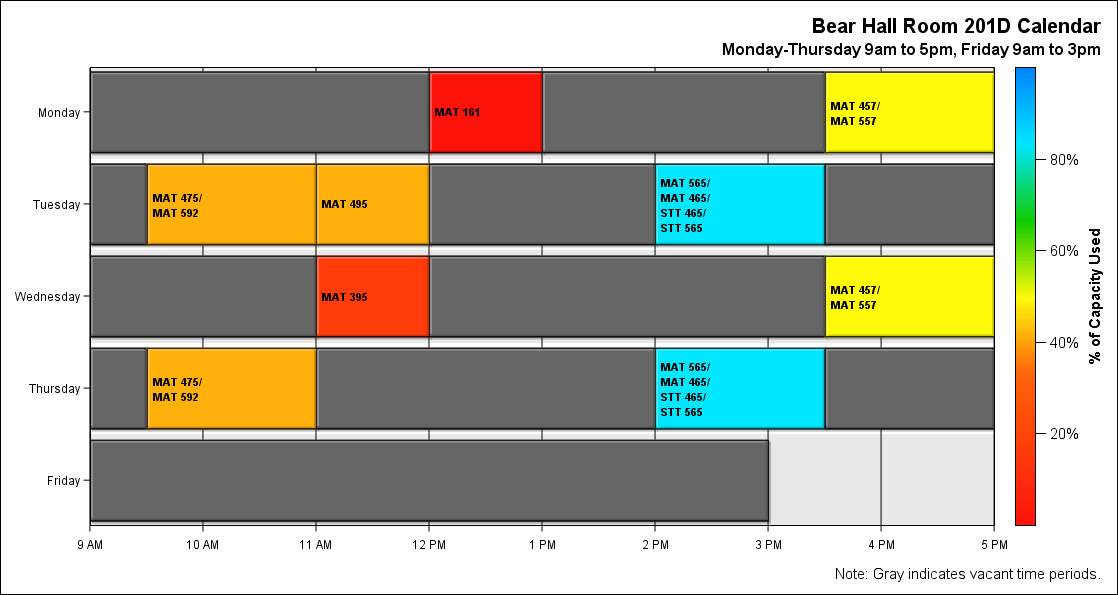 Bear Hall Room 201D Calendar
Monday-Thursday 9am to 5pm, Friday 9am to 3pm
Monday
MAT 161
MAT 457/
MAT 557
Tuesday
MAT 475/
MAT 592
MAT 495
MAT 565/
MAT 465/
STT 465/
STT 565
Wednesday
MAT 395
MAT 457/
MAT 557
Thursday
MAT 475/
MAT 592
MAT 565/
MAT 465/
STT 465/
STT 565
Friday
9 AM 10 AM 11 AM 12 PM 1 PM 2 PM 3 PM 4 PM 5 PM
80%
60%
40%
20%
% of Capacity Used
Note: Gray indicates vacant time periods.